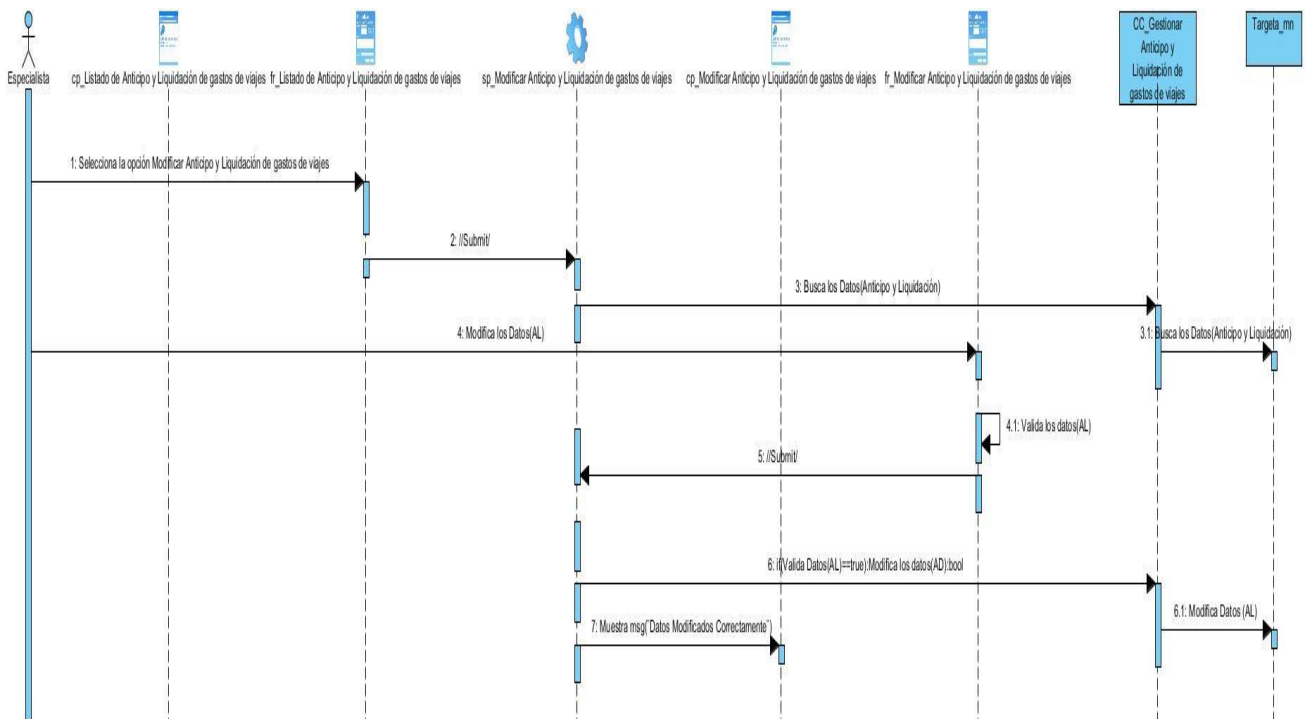 CC_Gestionar
Anticipo y
Liquidación de
gastos de viajes
Targeta_mn
Especialista
cp_Listado de Anticipo y Liquidación de gastos de viajes
fr_Listado de Anticipo y Liquidación de gastos de viajes
sp_Modificar Anticipo y Liquidación de gastos de viajes
cp_Modificar Anticipo y Liquidación de gastos de viajes
fr_Modificar Anticipo y Liquidación de gastos de viajes
1: Selecciona la opción Modificar Anticipo y Liquidación de gastos de viajes
2: //Submit/
3: Busca los Datos(Anticipo y Liquidación)
4: Modifica los Datos(AL)
3.1: Busca los Datos(Anticipo y Liquidación)
4.1: Valida los datos(AL)
5: //Submit/
6: if(Valida Datos(AL)==true):Modifica los datos(AD):bool
6.1: Modifica Datos (AL)
7: Muestra msg(¨Datos Modificados Correctamente¨)